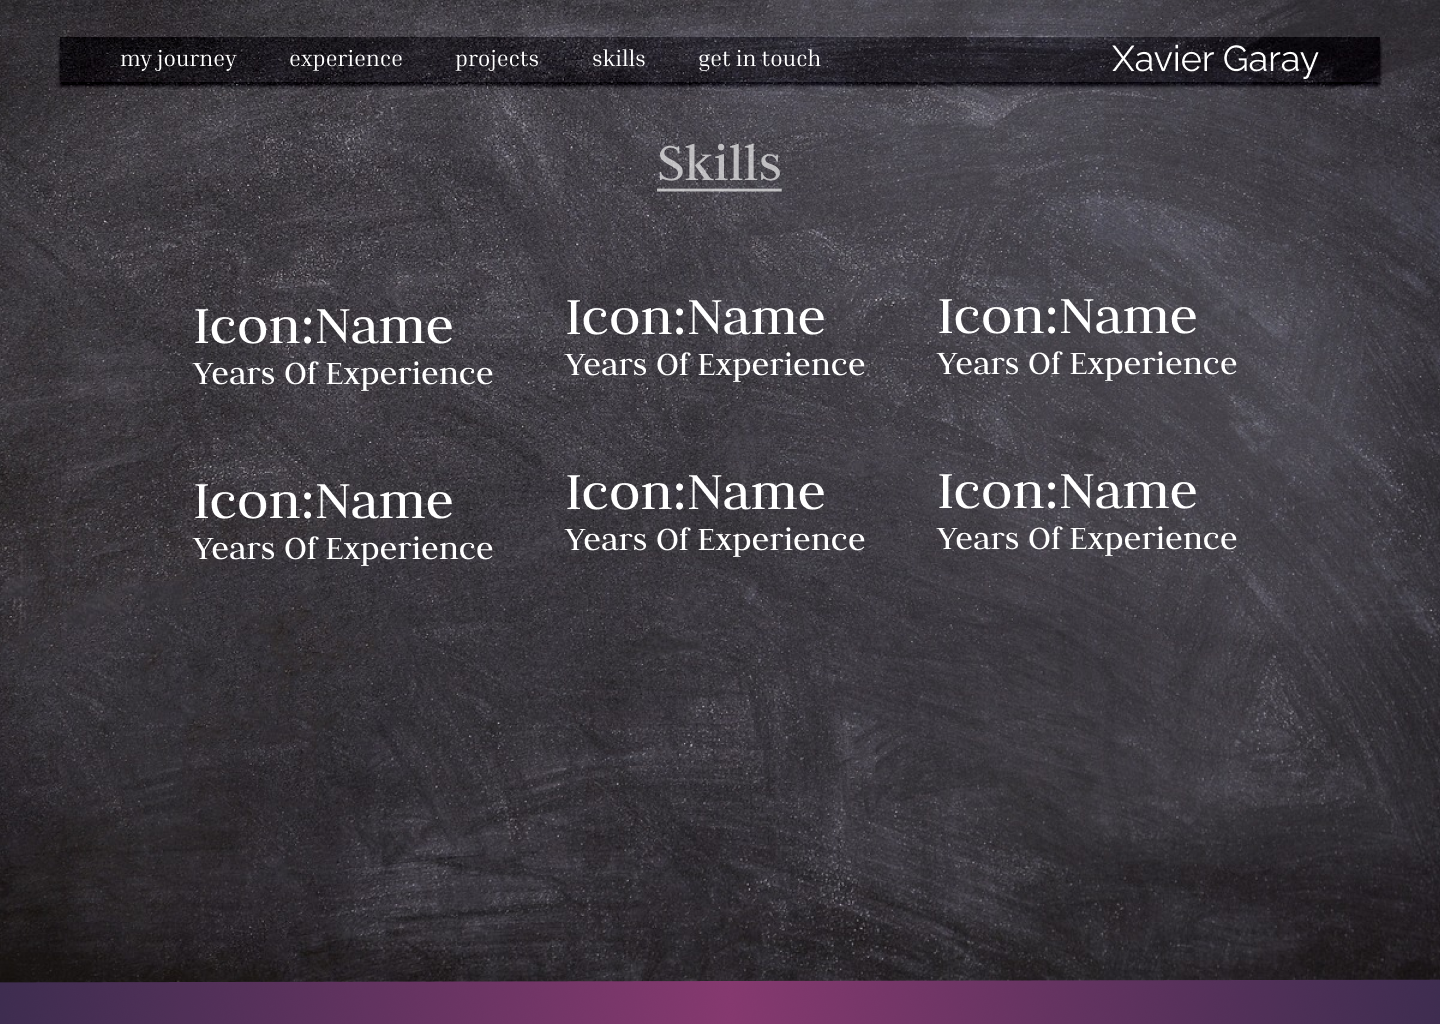 my journey experience projects skills get in touch Xavier Garay
Skills
Icon:Name Icon:Name Icon:Name
Years Of Experience Years Of Experience Years Of Experience
Icon:Name Icon:Name Icon:Name
Years Of Experience Years Of Experience Years Of Experience